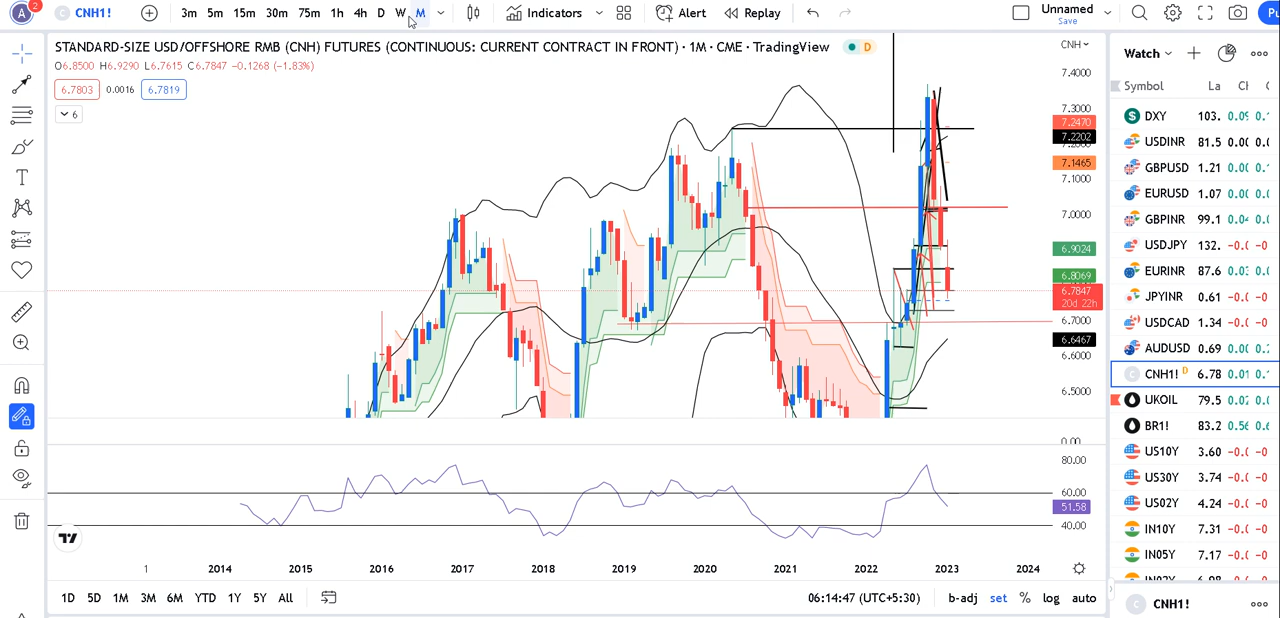 A 2 CNH1! 3m 5m 15m 30m 75m 1h 4h D W M Indicators Alert Replay Unnamed Save
STANDARD-SIZE USD/OFFSHORE RMB (CNH) FUTURES (CONTINUOUS: CURRENT CONTRACT IN FRONT) · 1M · CME · TradingView D
O6.8500 H6.9290 L6.7615 C6.7847 −0.1268 (−1.83%)
6.7803 0.0016 6.7819
6
CNH
7.4000
7.3000
7.2470
7.2202
7.1465
7.1000
7.0000
6.9024
6.8069
6.7847
20d 22h
6.7000
6.6467
6.6000
6.5000
0.00
80.00
60.00
51.58
40.00
1 2014 2015 2016 2017 2018 2019 2020 2021 2022 2023 2024
1D 5D 1M 3M 6M YTD 1Y 5Y All 06:14:47 (UTC+5:30) b-adj set % log auto
Watch
Symbol La
DXY 103.
USDINR 81.5
GBPUSD 1.21
EURUSD 1.07
GBPINR 99.1
USDJPY 132.
EURINR 87.6
JPYINR 0.61
USDCAD 1.34
AUDUSD 0.69
CNH1! D 6.78
UKOIL 79.5
BR1! 83.2
US10Y 3.60
US30Y 3.74
US02Y 4.24
IN10Y 7.31
IN05Y 7.17
C CNH1!